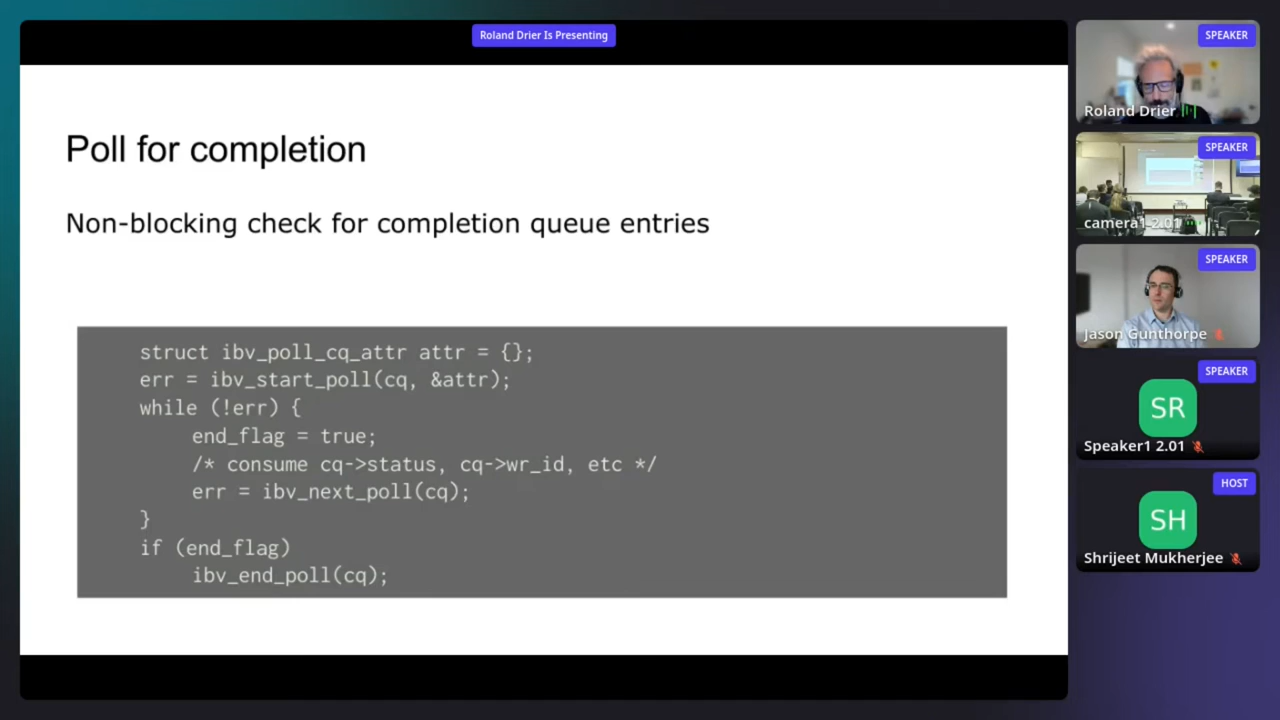 Roland Drier Is Presenting
Poll for completion
Non-blocking check for completion queue entries
struct ibv_poll_cq_attr attr = {};
err = ibv_start_poll(cq, &attr);
while (!err) {
end_flag = true;
/* consume cq->status, cq->wr_id, etc */
err = ibv_next_poll(cq);
}
if (end_flag)
ibv_end_poll(cq);
SPEAKER
Roland Drier
SPEAKER
camera1 2.01
SPEAKER
Jason Gunthorpe
SPEAKER
SR
Speaker1 2.01
HOST
SH
Shrijeet Mukherjee